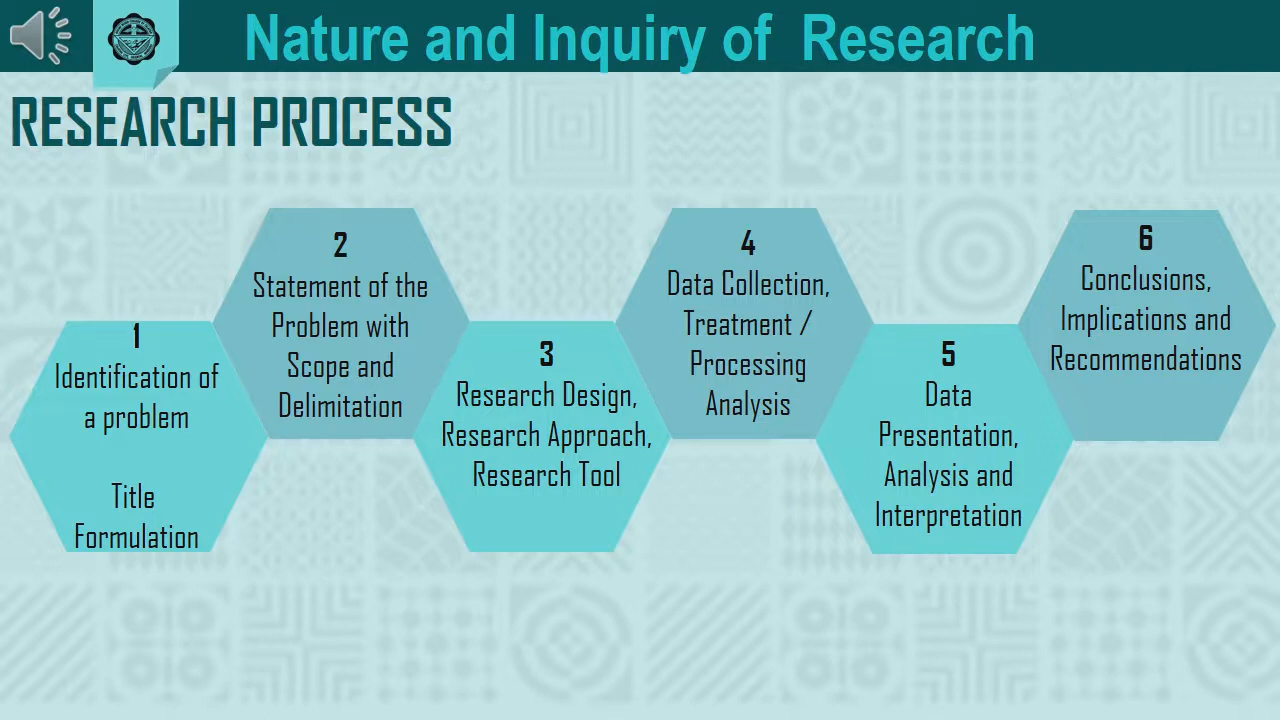 Nature and Inquiry of Research
RESEARCH PROCESS
1
Identification of
a problem
Title
Formulation
2
Statement of the
Problem with
Scope and
Delimitation
3
Research Design,
Research Approach,
Research Tool
4
Data Collection,
Treatment /
Processing
Analysis
5
Data
Presentation,
Analysis and
Interpretation
6
Conclusions,
Implications and
Recommendations